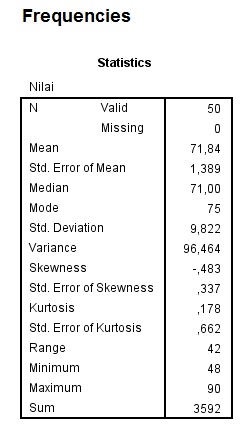 Frequencies
Statistics
Nilai
N Valid 50
Missing 0
Mean 71,84
Std. Error of Mean 1,389
Median 71,00
Mode 75
Std. Deviation 9,822
Variance 96,464
Skewness -,483
Std. Error of Skewness ,337
Kurtosis ,178
Std. Error of Kurtosis ,662
Range 42
Minimum 48
Maximum 90
Sum 3592